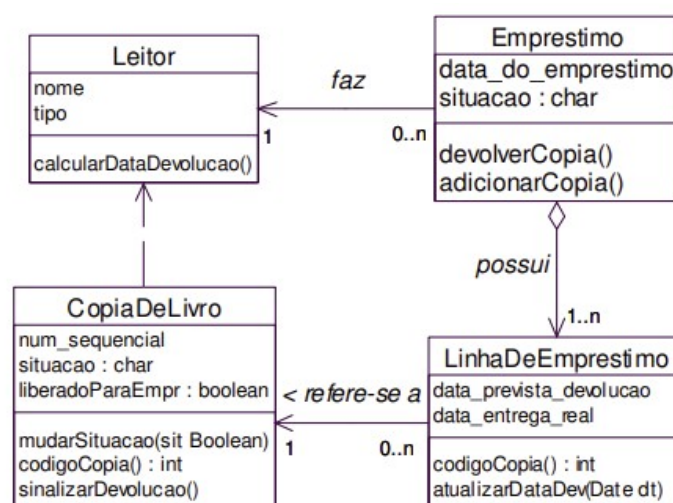 Leitor
nome
tipo
calcularDataDevolucao()
faz
1
0..n
Emprestimo
data_do_emprestimo
situacao : char
devolverCopia()
adicionarCopia()
possui
1..n
CopiaDeLivro
num_sequencial
situacao : char
liberadoParaEmpr : boolean
mudarSituacao(sit Boolean)
codigoCopia() : int
sinalizarDevolucao()
< refere-se a
1
0..n
LinhaDeEmprestimo
data_prevista_devolucao
data_entrega_real
codigoCopia() : int
atualizarDataDev(Date dt)